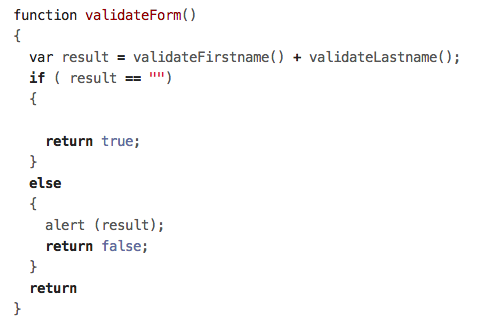 function validateForm()
{
  var result = validateFirstname() + validateLastname();
  if ( result == "")
  {

    return true;
  }
  else
  {
    alert (result);
    return false;
  }
  return
}